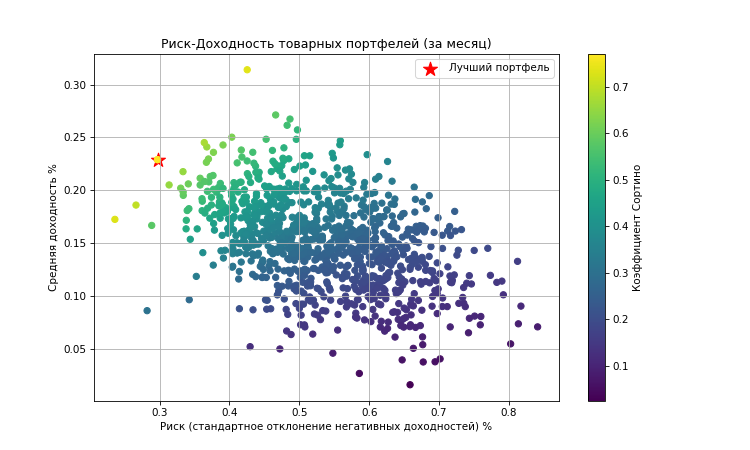 Риск-Доходность товарных портфелей (за месяц)
Лучший портфель
Средняя доходность %
0.30
0.25
0.20
0.15
0.10
0.05
0.3 0.4 0.5 0.6 0.7 0.8
Риск (стандартное отклонение негативных доходностей) %
0.7
0.6
0.5
0.4
0.3
0.2
0.1
Коэффициент Сортино